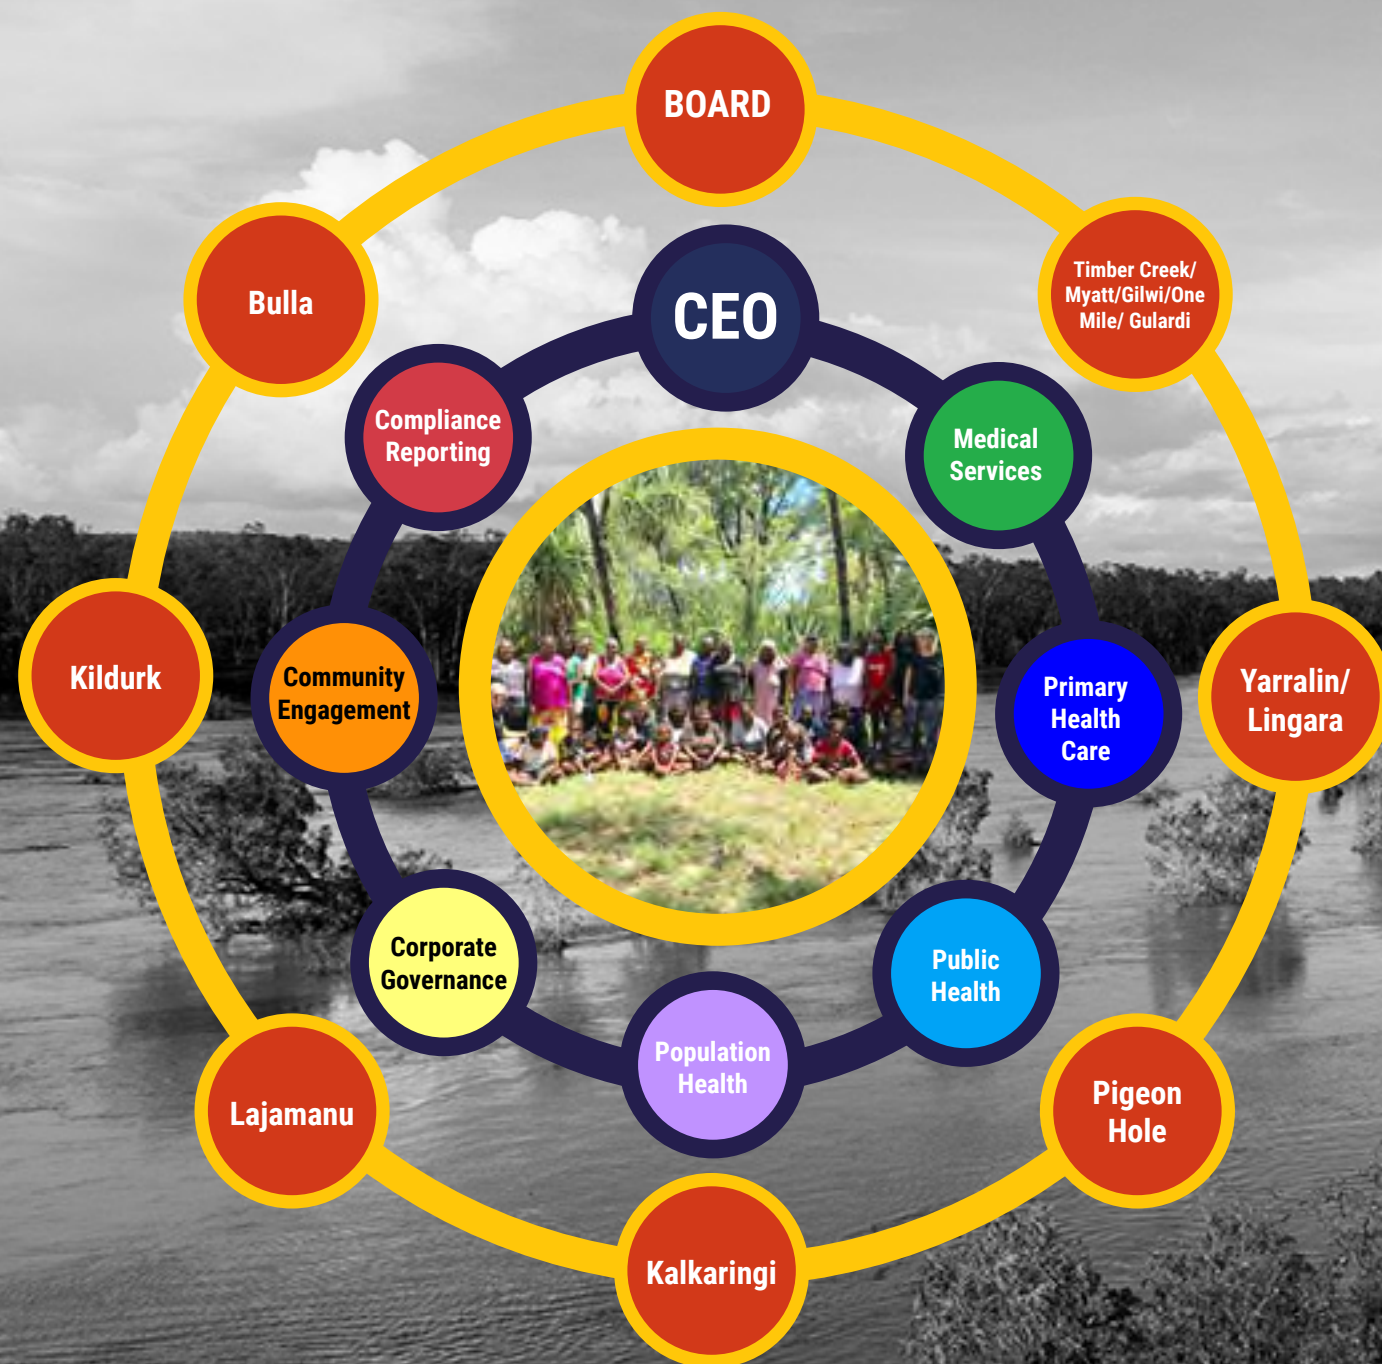 BOARD
Timber Creek/
Myatt/Gilwi/One
Mile/ Gulardi
Yarralin/
Lingara
Pigeon
Hole
Kalkaringi
Lajamanu
Kildurk
Bulla
CEO
Medical
Services
Primary
Health
Care
Public
Health
Population
Health
Corporate
Governance
Community
Engagement
Compliance
Reporting